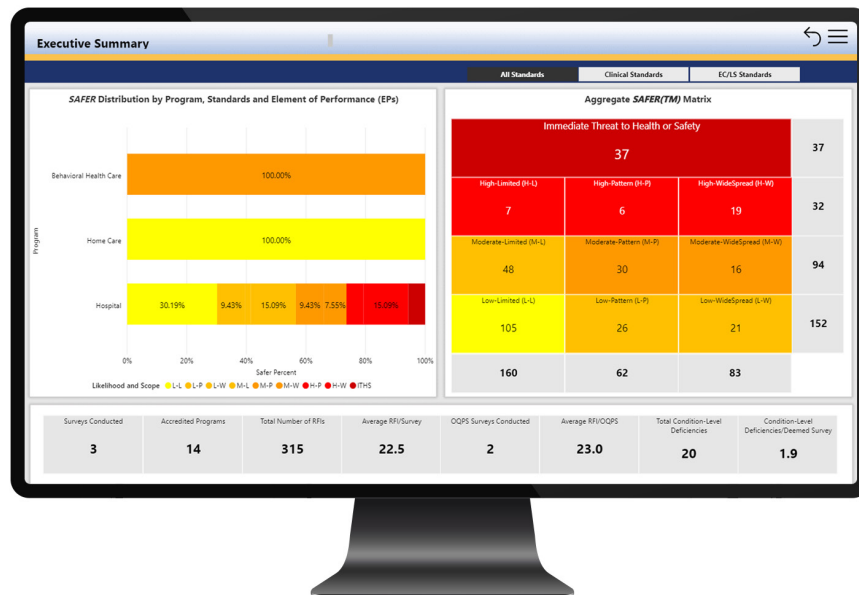 Executive Summary
All Standards
Clinical Standards
EC/LS Standards
SAFER Distribution by Program, Standards and Element of Performance (EPs)
Program
Behavioral Health Care
100.00%
Home Care
100.00%
Hospital
30.19%
9.43%
15.09%
9.43%
7.55%
15.09%
0%
20%
40%
60%
80%
100%
Safer Percent
Likelihood and Scope
L-L
L-P
L-W
M-L
M-P
M-W
H-P
H-W
ITHS
Aggregate SAFER(TM) Matrix
Immediate Threat to Health or Safety
37
37
High-Limited (H-L)
High-Pattern (H-P)
High-WideSpread (H-W)
7
6
19
32
Moderate-Limited (M-L)
Moderate-Pattern (M-P)
Moderate-WideSpread (M-W)
48
30
16
94
Low-Limited (L-L)
Low-Pattern (L-P)
Low-WideSpread (L-W)
105
26
21
152
160
62
83
Surveys Conducted
3
Accredited Programs
14
Total Number of RFIs
315
Average RFI/Survey
22.5
OQPS Surveys Conducted
2
Average RFI/OQPS
23.0
Total Condition-Level
Deficiencies
20
Condition-Level
Deficiencies/Deemed Survey
1.9